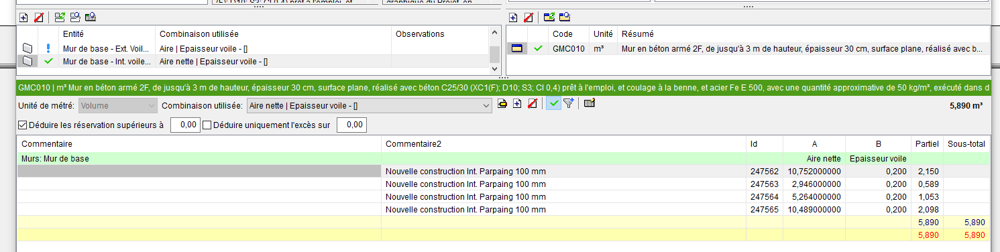 (F); D10; S3; Cl 0,4) prêt à l'emploi, et
graphique du Projet, en
Entité Combinaison utilisée Observations
Mur de base - Ext. Voil... Aire | Epaisseur voile - []
Mur de base - Int. voile... Aire nette | Epaisseur voile - []
Code Unité Résumé
GMC010 m³ Mur en béton armé 2F, de jusqu'à 3 m de hauteur, épaisseur 30 cm, surface plane, réalisé avec b...
GMC010 | m³ Mur en béton armé 2F, de jusqu'à 3 m de hauteur, épaisseur 30 cm, surface plane, réalisé avec béton C25/30 (XC1(F); D10; S3; Cl 0,4) prêt à l'emploi, et coulage à la benne, et acier Fe E 500, avec une quantité approximative de 50 kg/m³, exécuté dans d
Unité de métré: Volume Combinaison utilisée: Aire nette | Epaisseur voile - [] 5,890 m³
Déduire les réservation supérieurs à 0,00 Déduire uniquement l'excès sur 0,00
Commentaire Commentaire2 Id A B Partiel Sous-total
Murs: Mur de base Aire nette Epaisseur voile
Nouvelle construction Int. Parpaing 100 mm 247562 10,752000000 0,200 2,150
Nouvelle construction Int. Parpaing 100 mm 247563 2,946000000 0,200 0,589
Nouvelle construction Int. Parpaing 100 mm 247564 5,264000000 0,200 1,053
Nouvelle construction Int. Parpaing 100 mm 247565 10,489000000 0,200 2,098
5,890 5,890
5,890 5,890